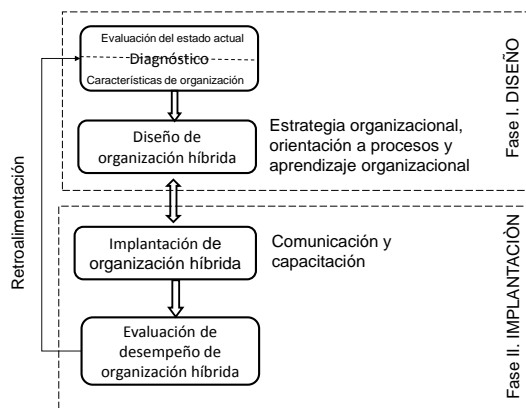 Evaluación del estado actual
Diagnóstico
Características de organización
Diseño de
organización híbrida
Estrategia organizacional,
orientación a procesos y
aprendizaje organizacional
Fase I. DISEÑO
Retroalimentación
Implantación de
organización híbrida
Comunicación y
capacitación
Evaluación de
desempeño de
organización híbrida
Fase II. IMPLANTACIÒN